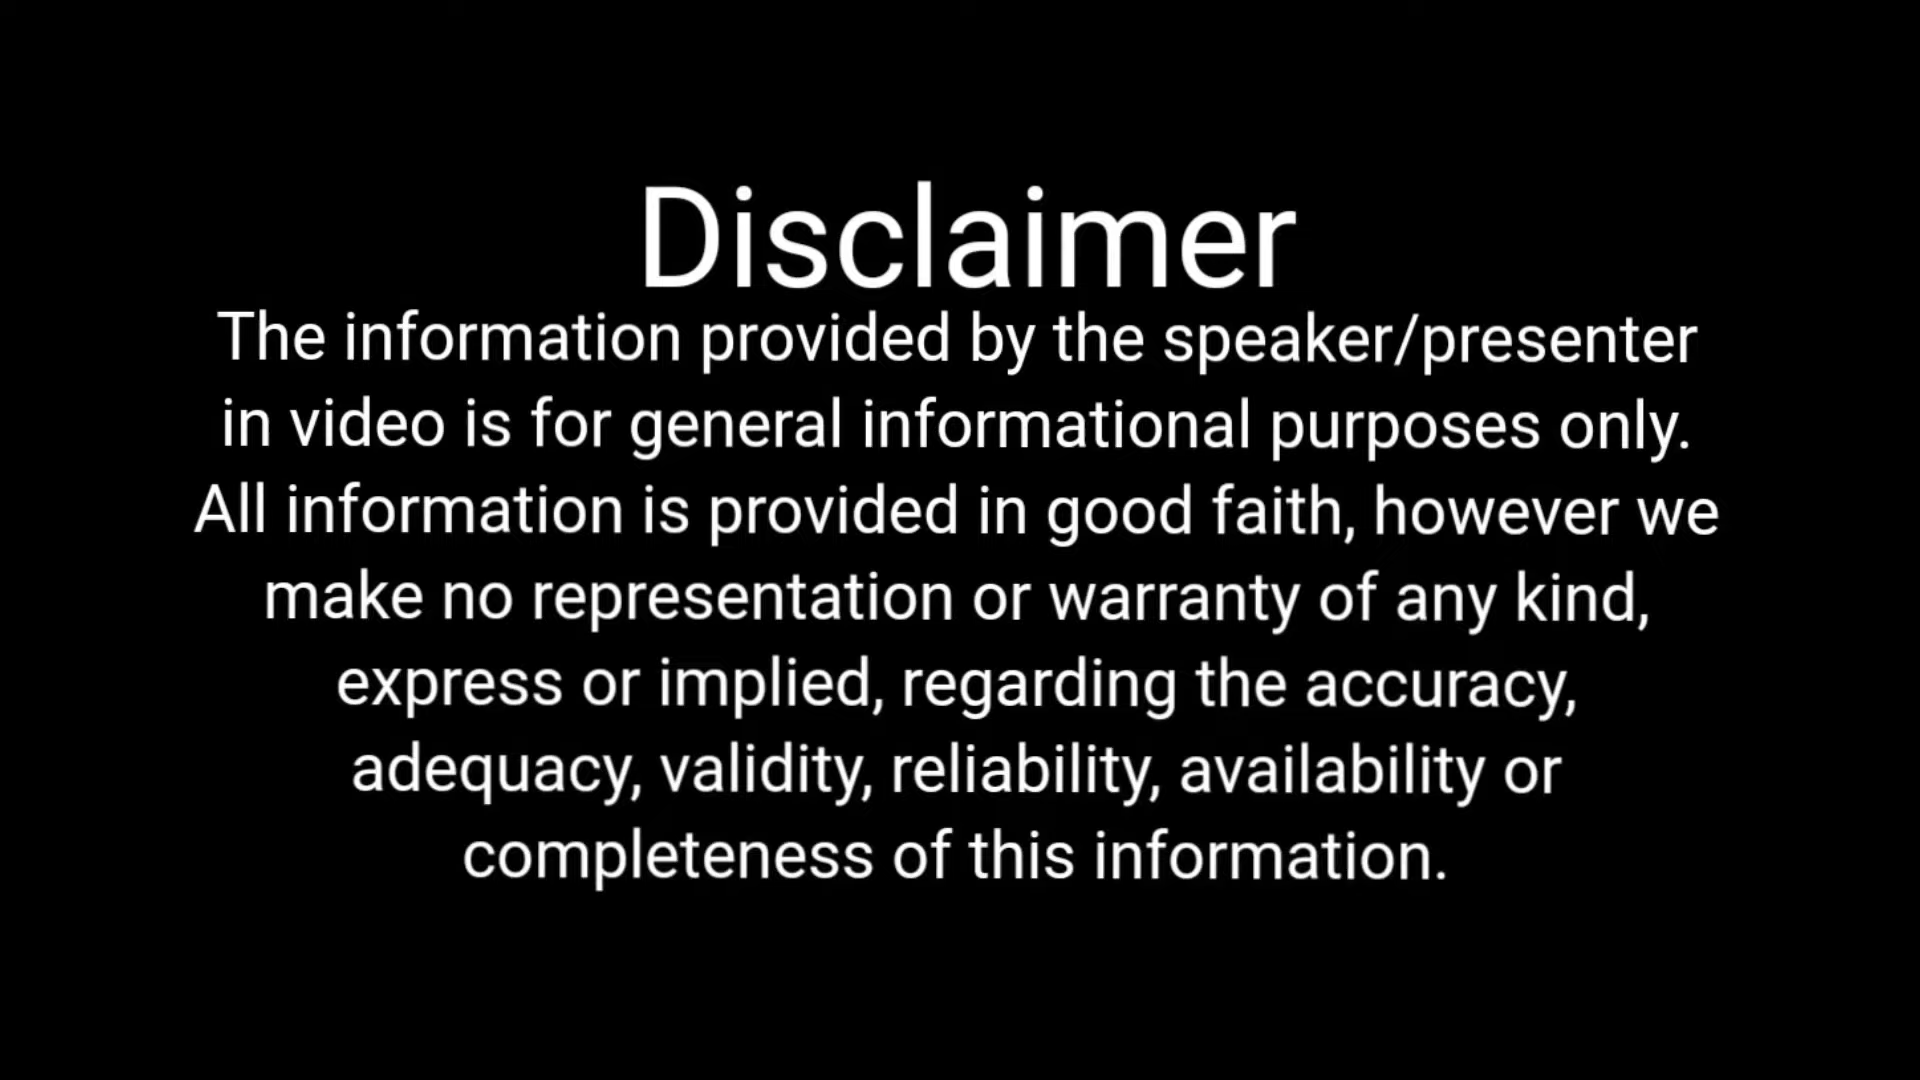 Disclaimer
The information provided by the speaker/presenter
in video is for general informational purposes only.
All information is provided in good faith, however we
make no representation or warranty of any kind,
express or implied, regarding the accuracy,
adequacy, validity, reliability, availability or
completeness of this information.